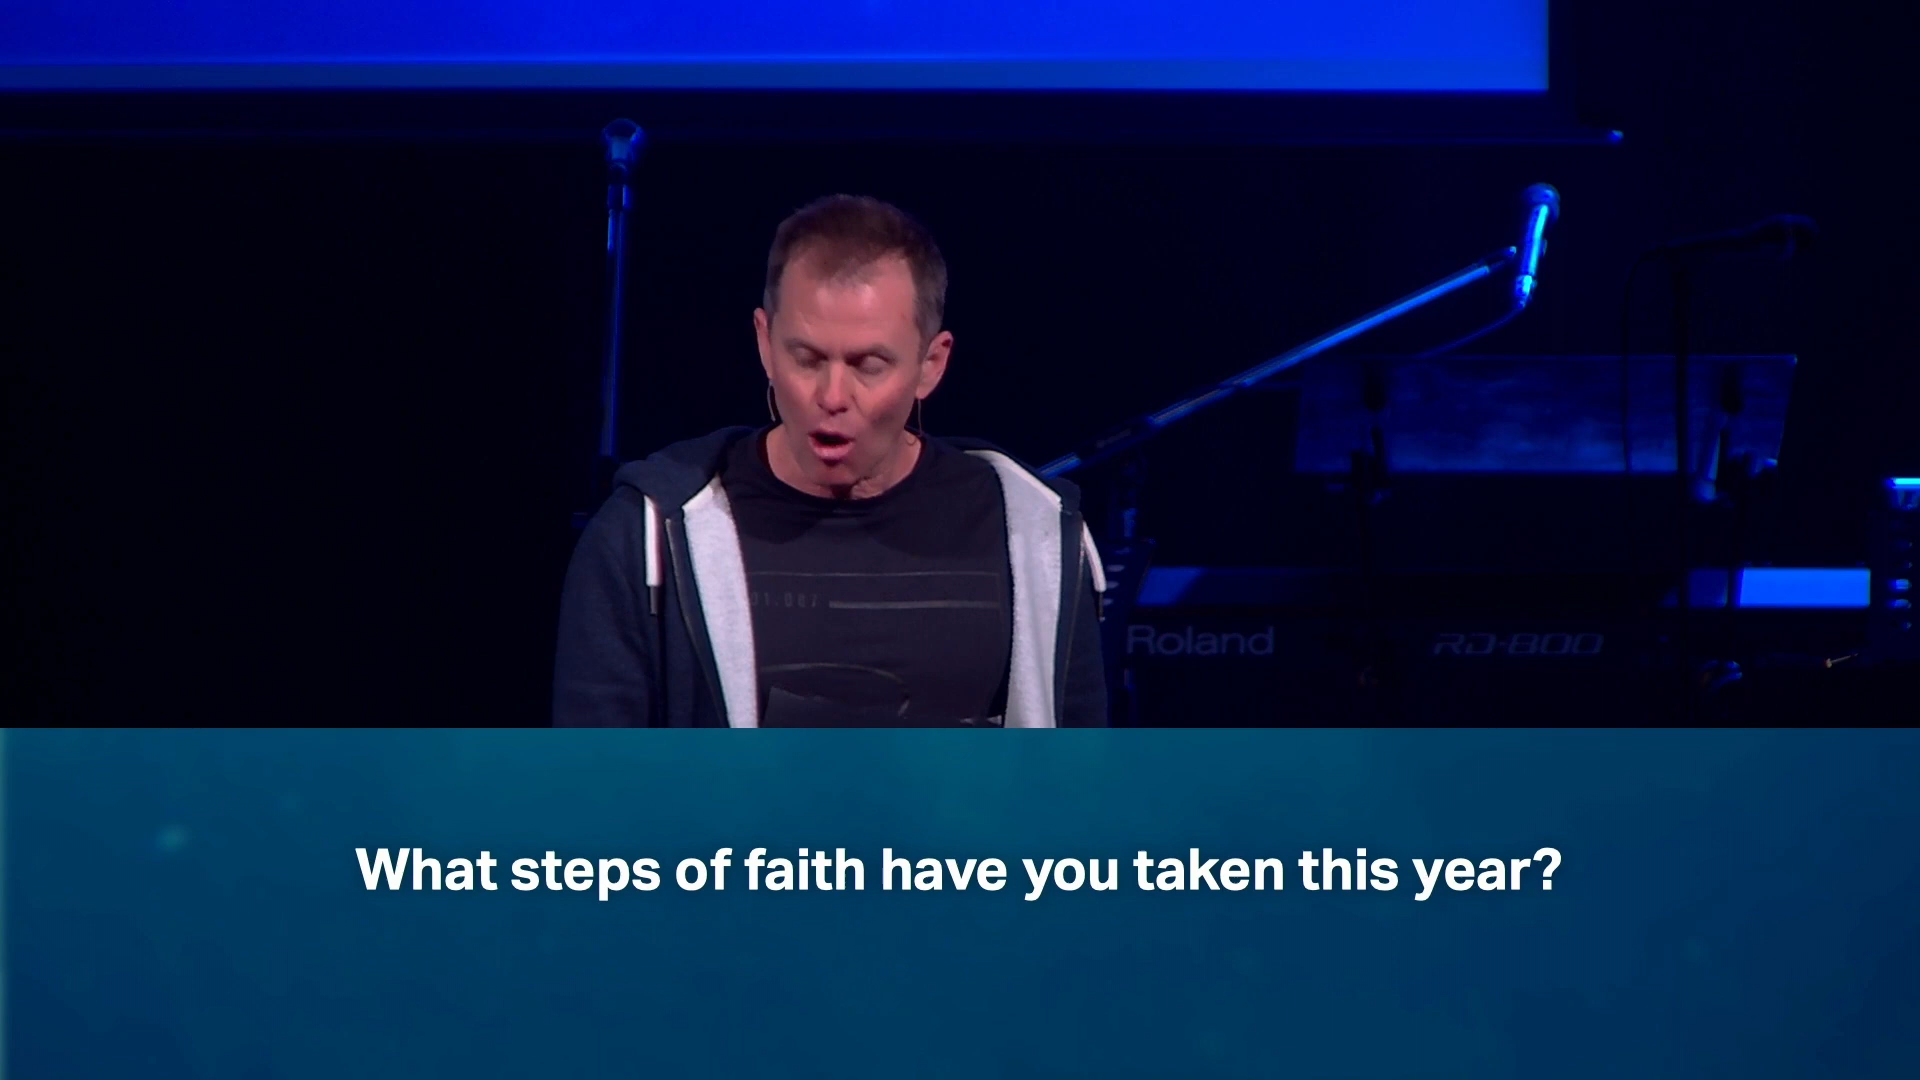 Roland
RD-800
What steps of faith have you taken this year?